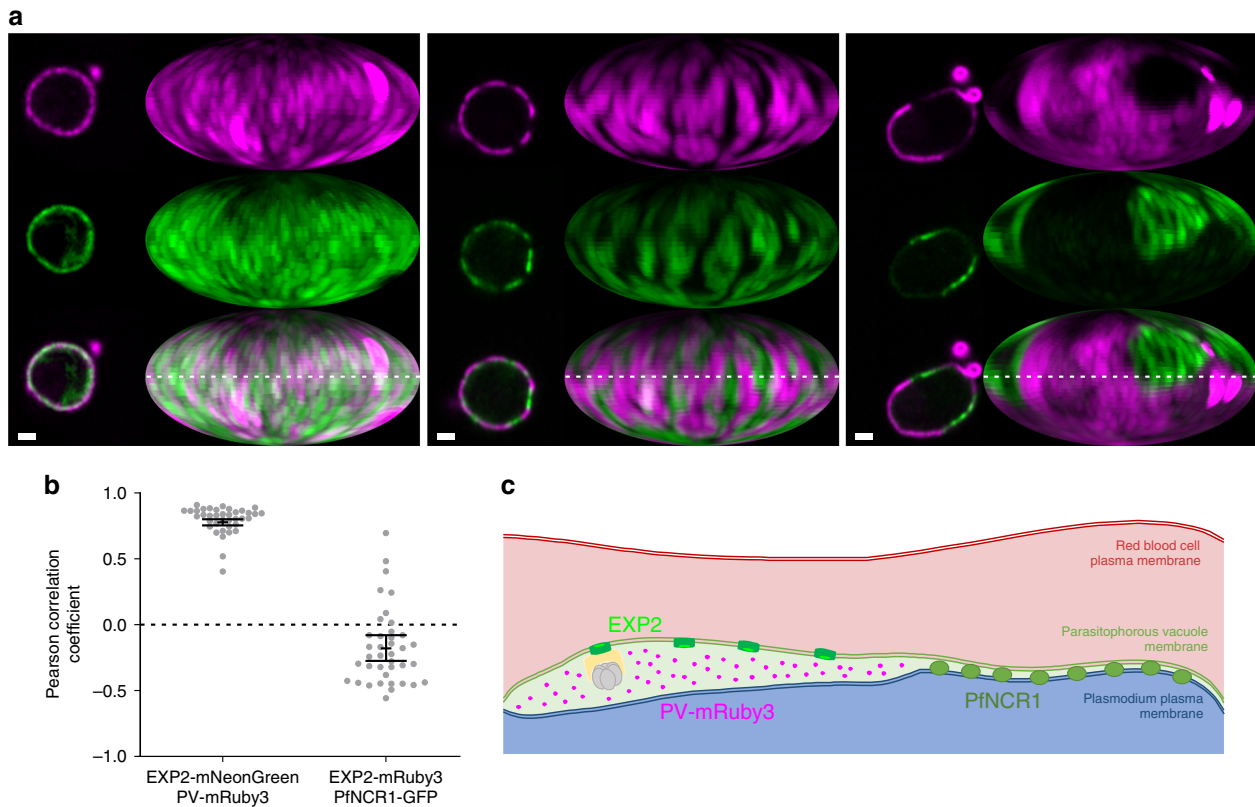 a
b
1.0
0.5
0.0
−0.5
−1.0
Pearson correlation
coefficient
EXP2-mNeonGreen
PV-mRuby3
EXP2-mRuby3
PfNCR1-GFP
c
Red blood cell
plasma membrane
EXP2
Parasitophorous vacuole
membrane
PfNCR1
PV-mRuby3
Plasmodium plasma
membrane